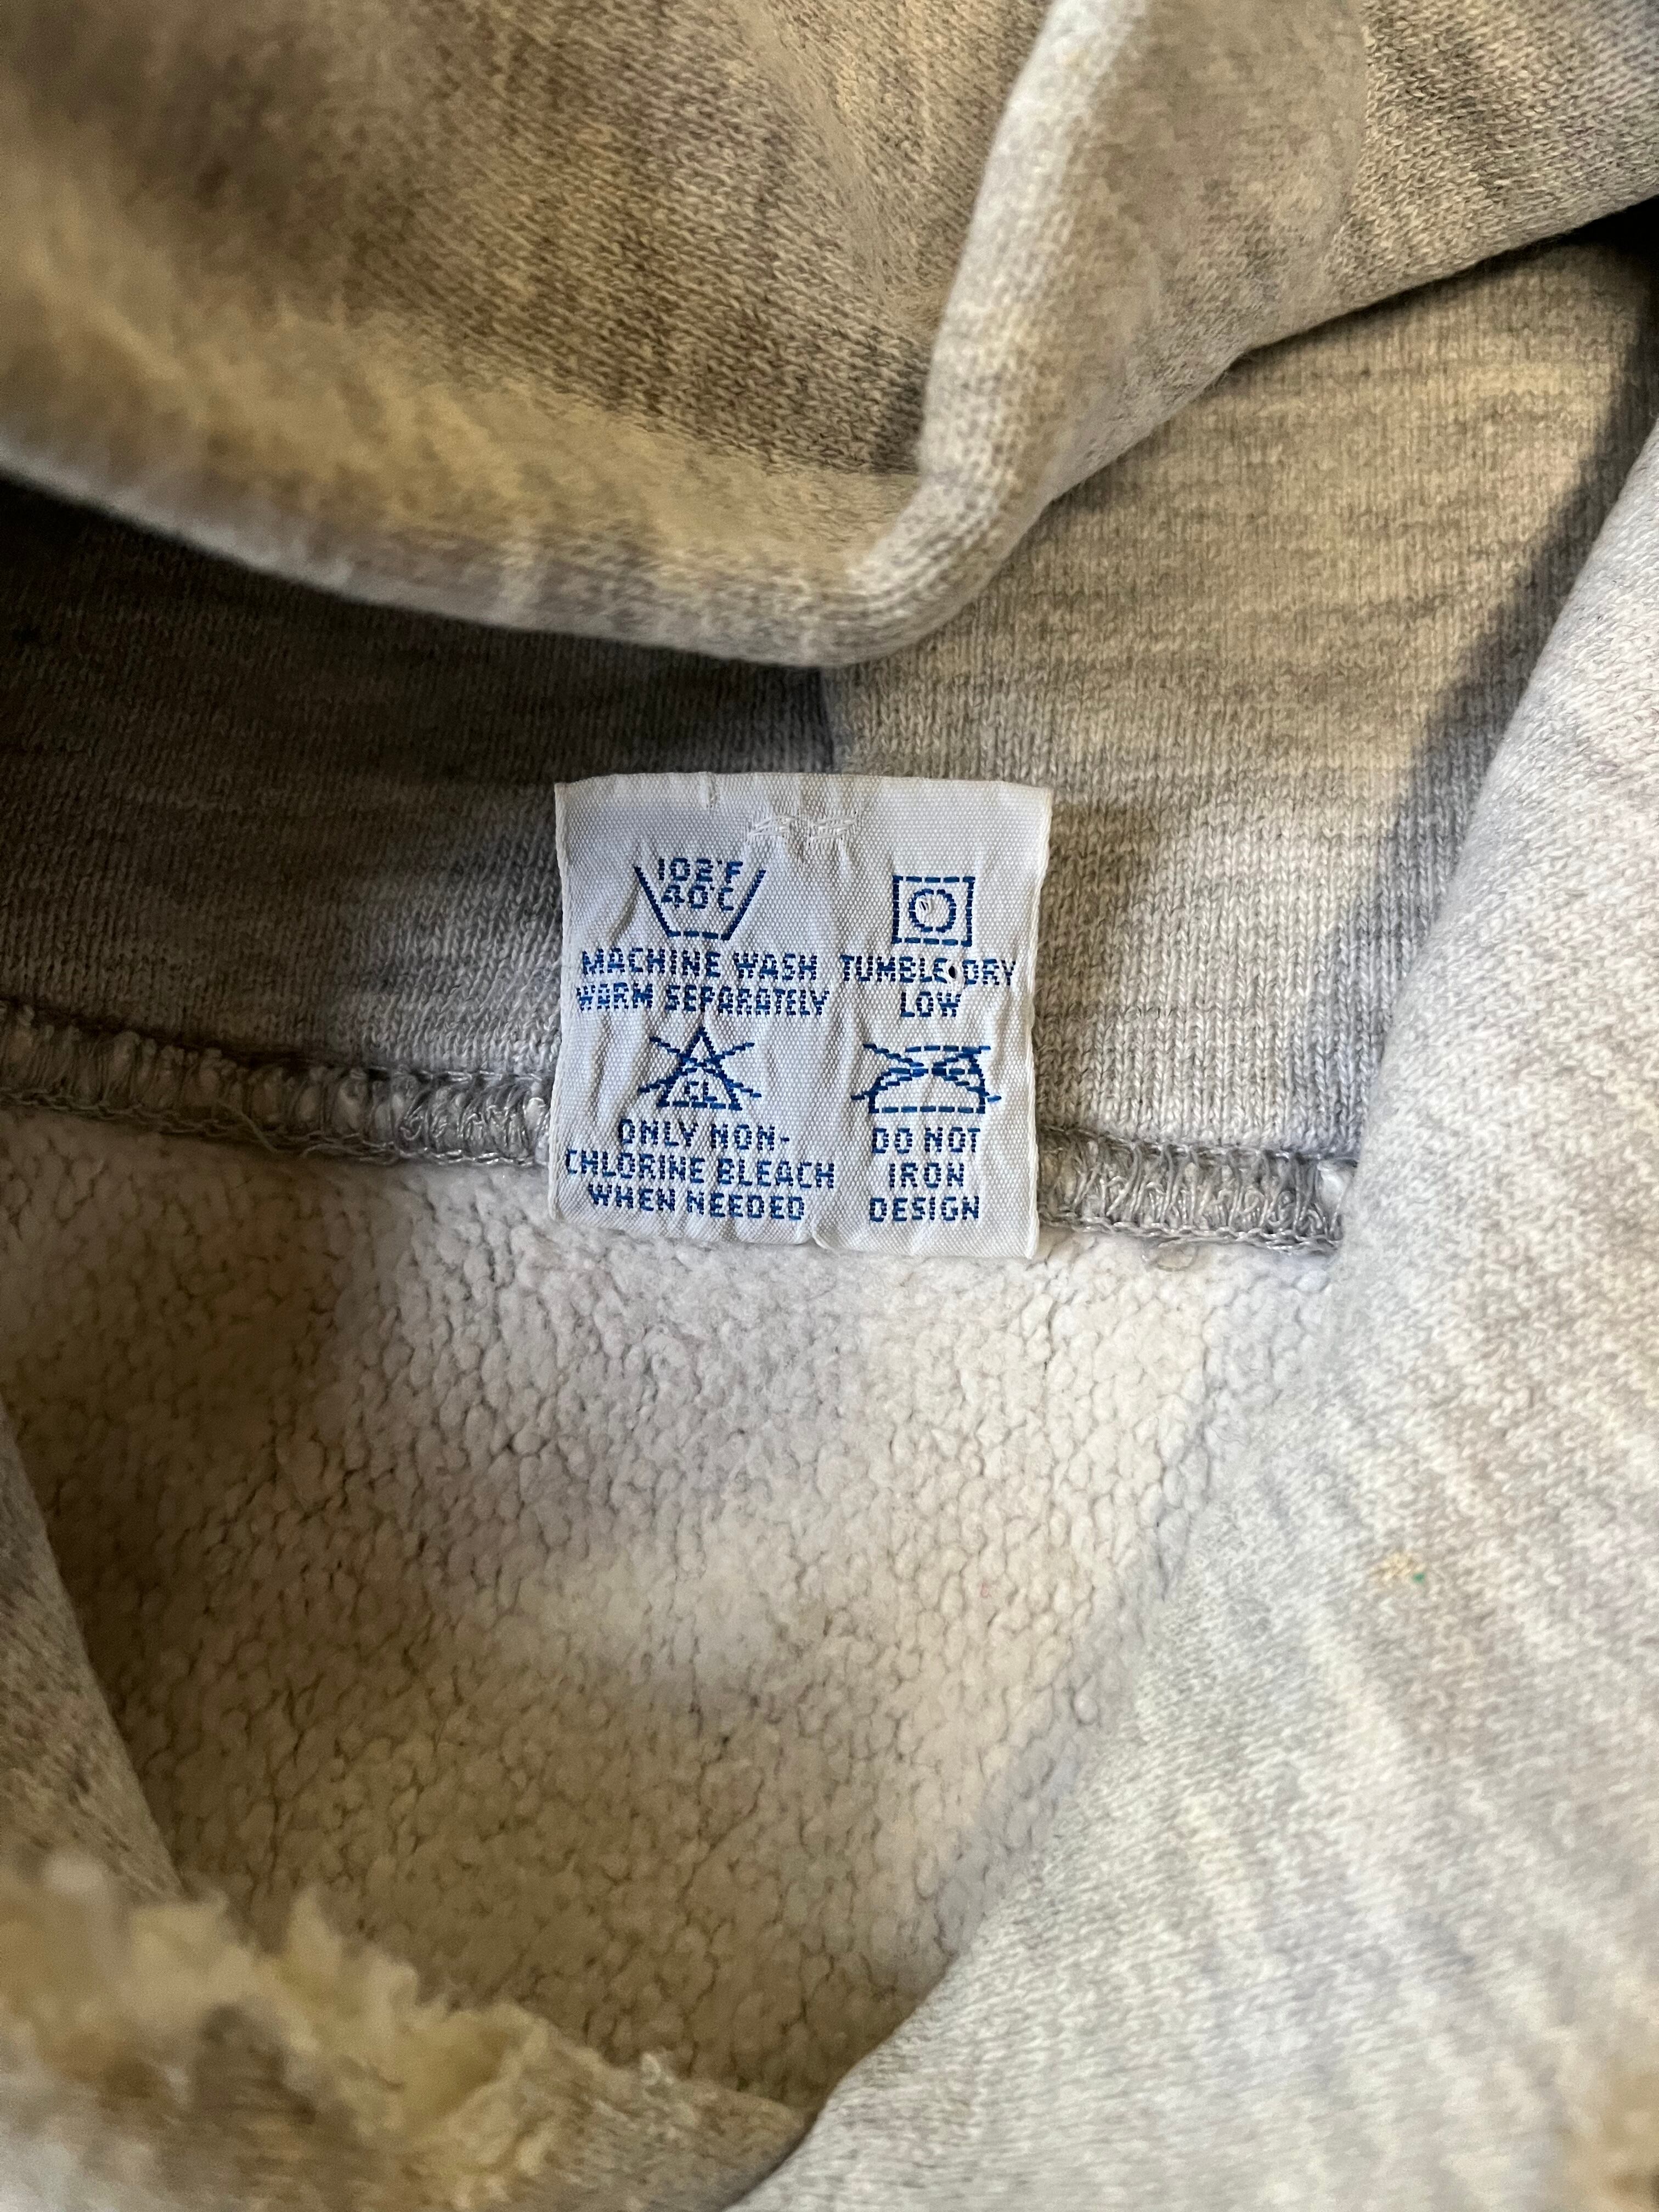 102°F
40°C
MACHINE WASH
WARM SEPARATELY
TUMBLE DRY
LOW
CL
ONLY NON-
CHLORINE BLEACH
WHEN NEEDED
DO NOT
IRON
DESIGN